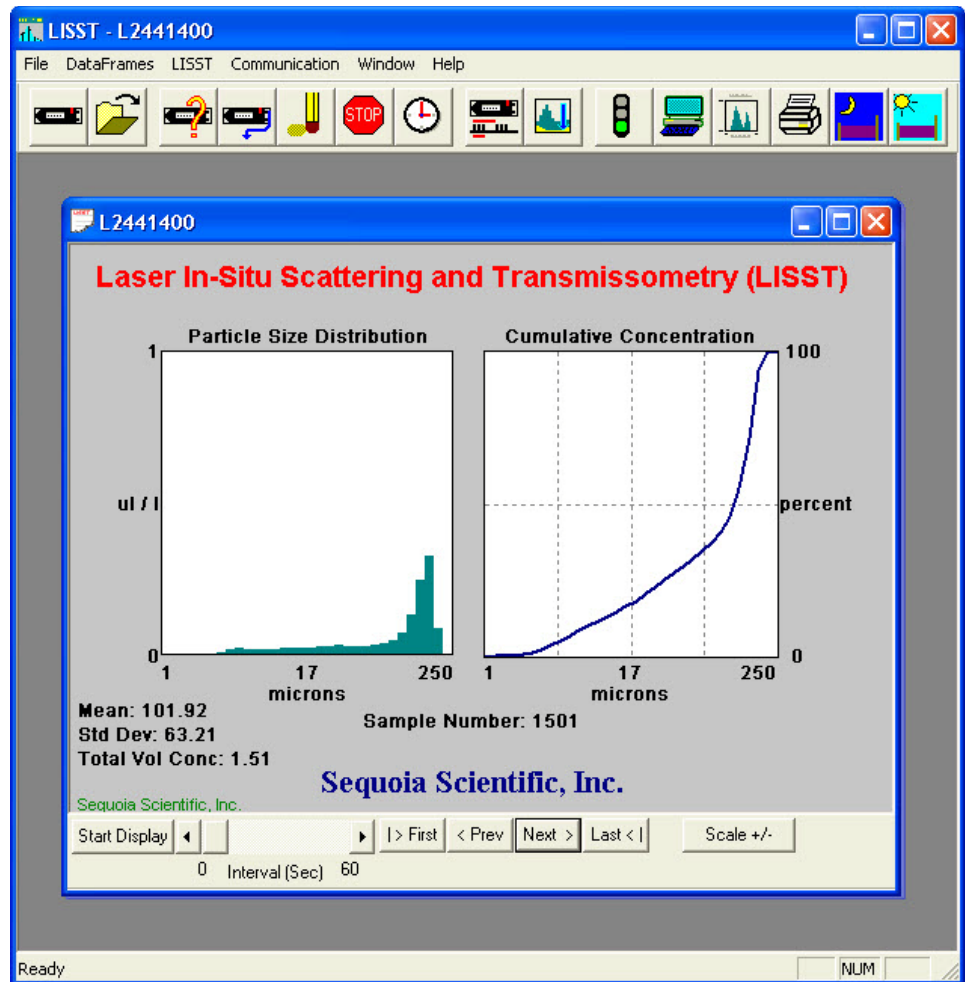 LISST - L2441400
File DataFrames LISST Communication Window Help
STOP
L2441400
Laser In-Situ Scattering and Transmissometry (LISST)
Particle Size Distribution Cumulative Concentration
1 100
ul / l percent
0 0
1 17 250 1 17 250
microns microns
Mean: 101.92
Sample Number: 1501
Std Dev: 63.21
Total Vol Conc: 1.51
Sequoia Scientific, Inc.
Sequoia Scientific, Inc.
Start Display |> First < Prev Next > Last <| Scale +/-
0 Interval (Sec) 60
Ready NUM